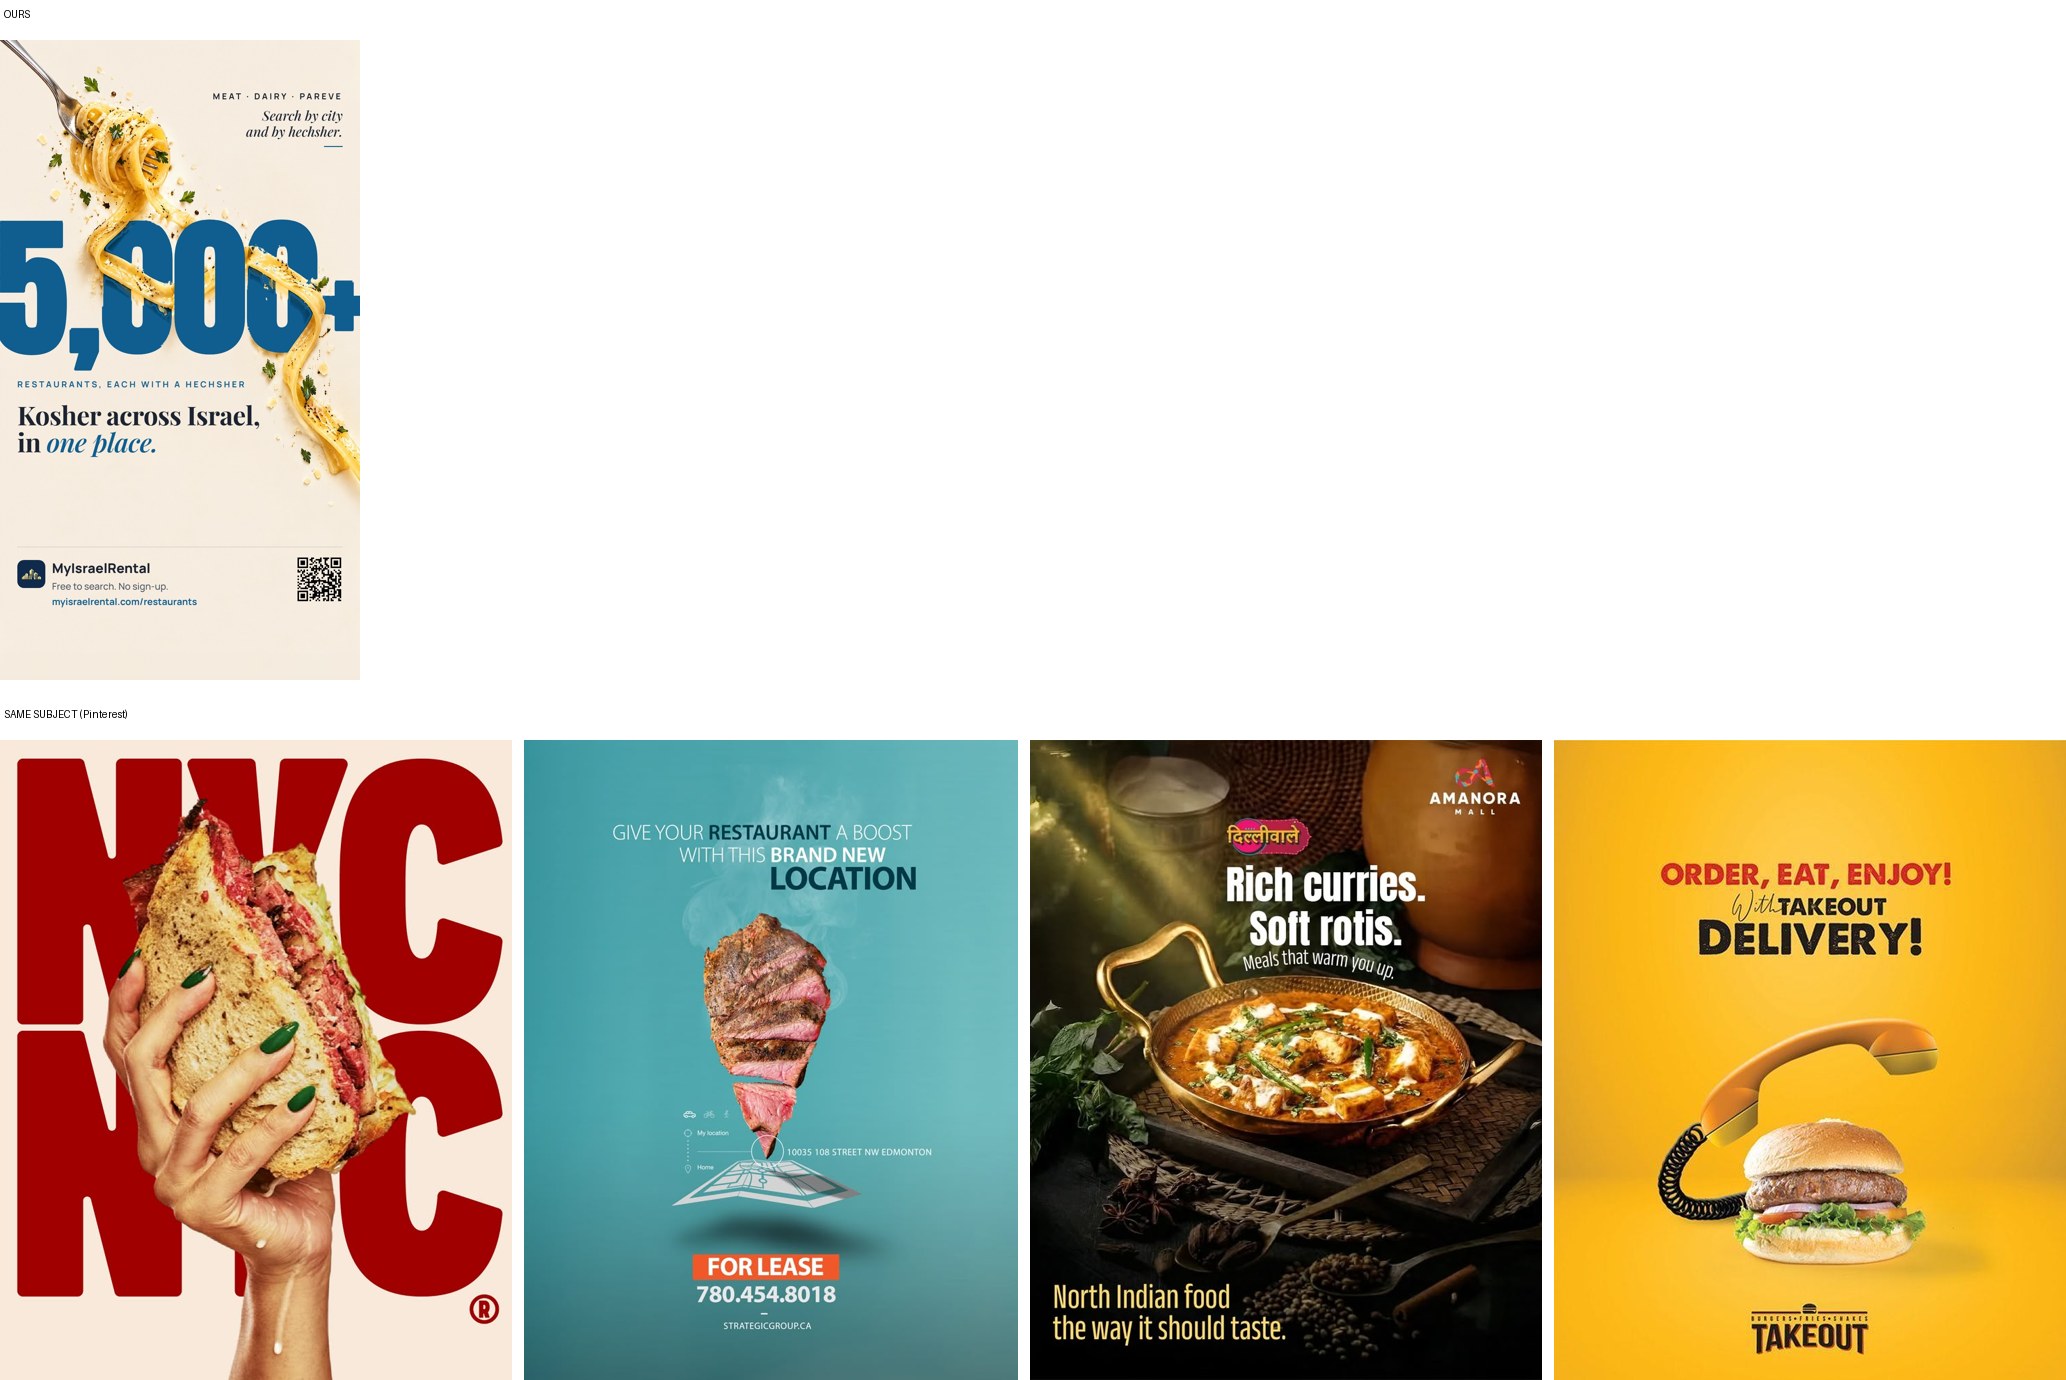 OURS
MEAT · DAIRY · PAREVE
Search by city
and by hechsher.
5,000+
RESTAURANTS, EACH WITH A HECHSHER
Kosher across Israel,
in one place.
MyIsraelRental
Free to search. No sign-up.
myisraelrental.com/restaurants
SAME SUBJECT (Pinterest)
NYC
NYC
®
GIVE YOUR RESTAURANT A BOOST
WITH THIS BRAND NEW
LOCATION
My location
10035 108 STREET NW EDMONTON
Home
FOR LEASE
780.454.8018
STRATEGICGROUP.CA
AMANORA
MALL
दिल्लीवाले
Rich curries.
Soft rotis.
Meals that warm you up.
North Indian food
the way it should taste.
ORDER, EAT, ENJOY!
With TAKEOUT
DELIVERY!
BURGERS•FRIES•SHAKES
TAKEOUT